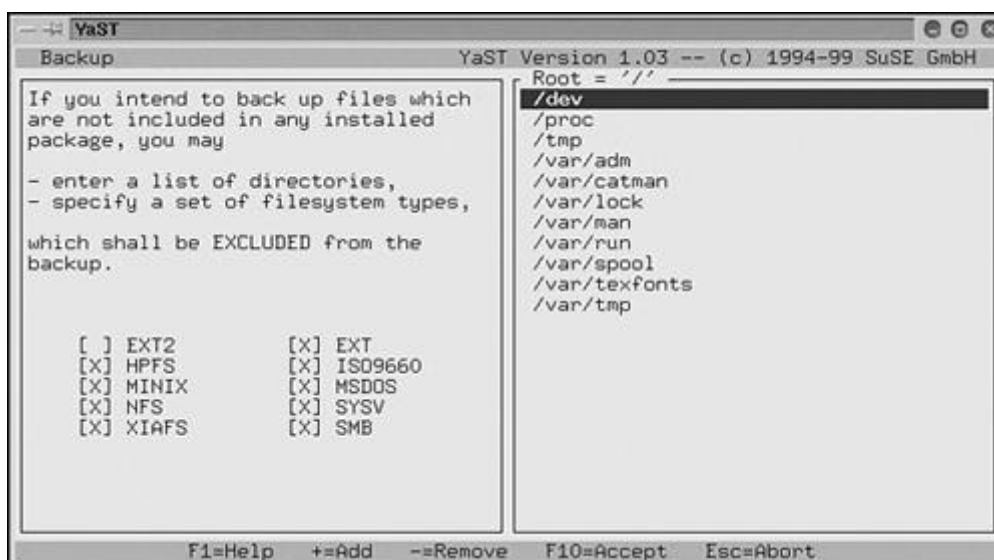 YaST
Backup YaST Version 1.03 -- (c) 1994-99 SuSE GmbH
If you intend to back up files which
are not included in any installed
package, you may
- enter a list of directories,
- specify a set of filesystem types,
which shall be EXCLUDED from the
backup.
[ ] EXT2 [X] EXT
[X] HPFS [X] ISO9660
[X] MINIX [X] MSDOS
[X] NFS [X] SYSV
[X] XIAFS [X] SMB
Root = '/'
/dev
/proc
/tmp
/var/adm
/var/catman
/var/lock
/var/man
/var/run
/var/spool
/var/texfonts
/var/tmp
F1=Help +=Add -=Remove F10=Accept Esc=Abort